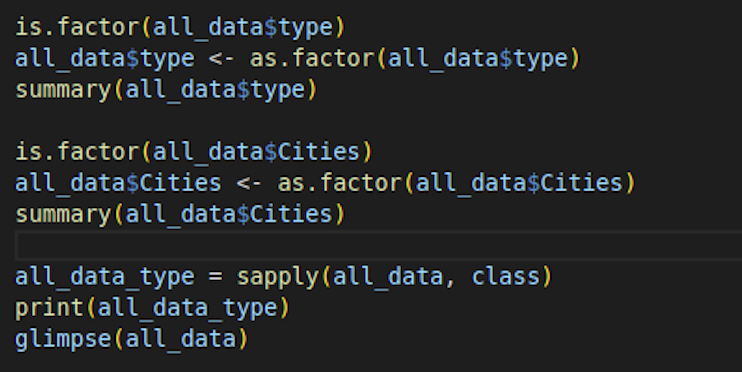 is.factor(all_data$type)
all_data$type <- as.factor(all_data$type)
summary(all_data$type)
is.factor(all_data$Cities)
all_data$Cities <- as.factor(all_data$Cities)
summary(all_data$Cities)
all_data_type = sapply(all_data, class)
print(all_data_type)
glimpse(all_data)